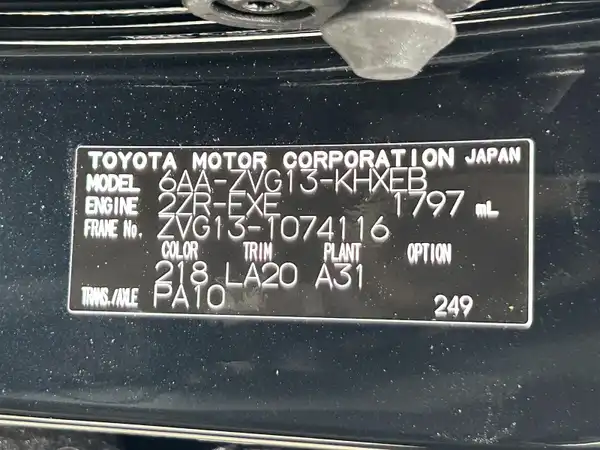 TOYOTA MOTOR CORPORATION JAPAN
MODEL 6AA-ZVG13-KHXEB
ENGINE 2ZR-FXE 1797 mL
FRAME No. ZVG13-1074116
COLOR TRIM PLANT OPTION
218 LA20 A31
TRANS./AXLE PA10 249